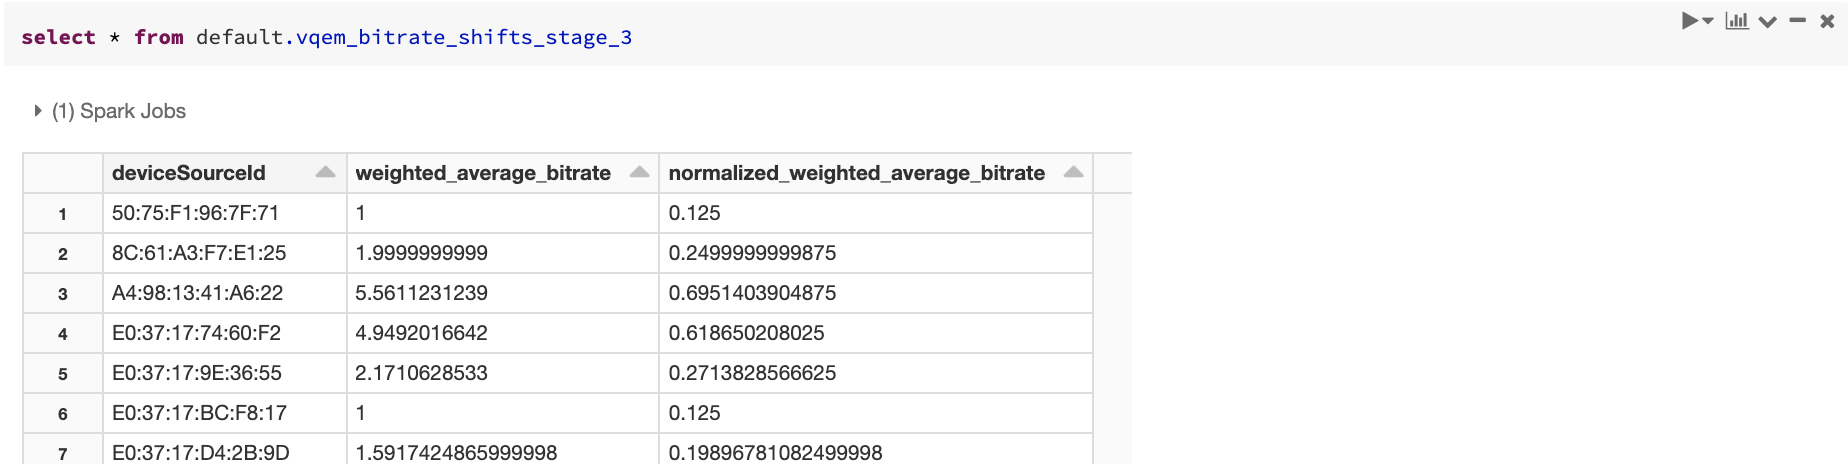 select * from default.vqem_bitrate_shifts_stage_3
(1) Spark Jobs
deviceSourceId weighted_average_bitrate normalized_weighted_average_bitrate
1 50:75:F1:96:7F:71 1 0.125
2 8C:61:A3:F7:E1:25 1.9999999999 0.2499999999875
3 A4:98:13:41:A6:22 5.5611231239 0.6951403904875
4 E0:37:17:74:60:F2 4.9492016642 0.618650208025
5 E0:37:17:9E:36:55 2.1710628533 0.2713828566625
6 E0:37:17:BC:F8:17 1 0.125
7 E0:37:17:D4:2B:9D 1.5917424865999998 0.19896781082499998